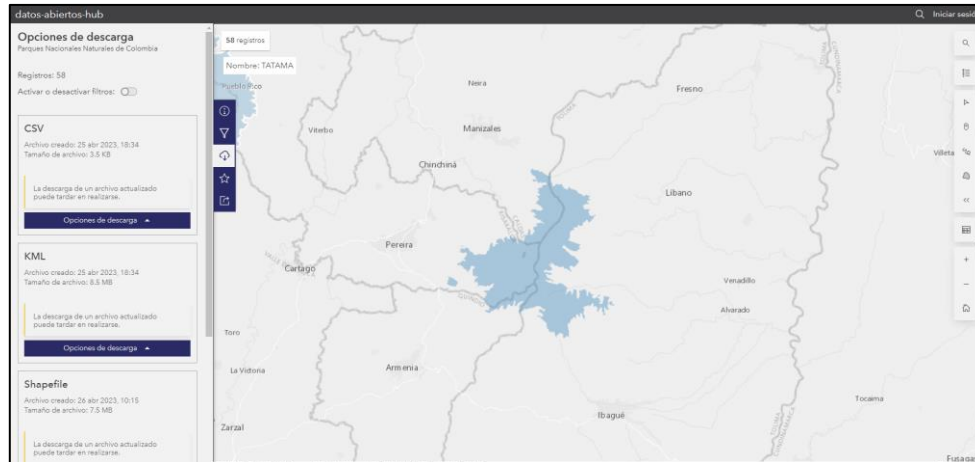 datos-abiertos-hub
Iniciar sesió
Opciones de descarga
Parques Nacionales Naturales de Colombia
Registros: 58
Activar o desactivar filtros:
CSV
Archivo creado: 25 abr 2023, 18:34
Tamaño de archivo: 3.5 KB
La descarga de un archivo actualizado
puede tardar en realizarse.
Opciones de descarga
KML
Archivo creado: 25 abr 2023, 18:34
Tamaño de archivo: 8.5 MB
La descarga de un archivo actualizado
puede tardar en realizarse.
Opciones de descarga
Shapefile
Archivo creado: 26 abr 2023, 10:15
Tamaño de archivo: 7.5 MB
La descarga de un archivo actualizado
puede tardar en realizarse.
58 registros
Nombre: TATAMA
Pueblo Rico
Neira
Fresno
Viterbo
Manizales
Villeta
Chinchiná
Líbano
Pereira
Cartago
Venadillo
Alvarado
Toro
La Victoria
Armenia
Tocaima
Ibagué
Zarzal
Fusaga
TOLIMA
CUNDINAMARCA